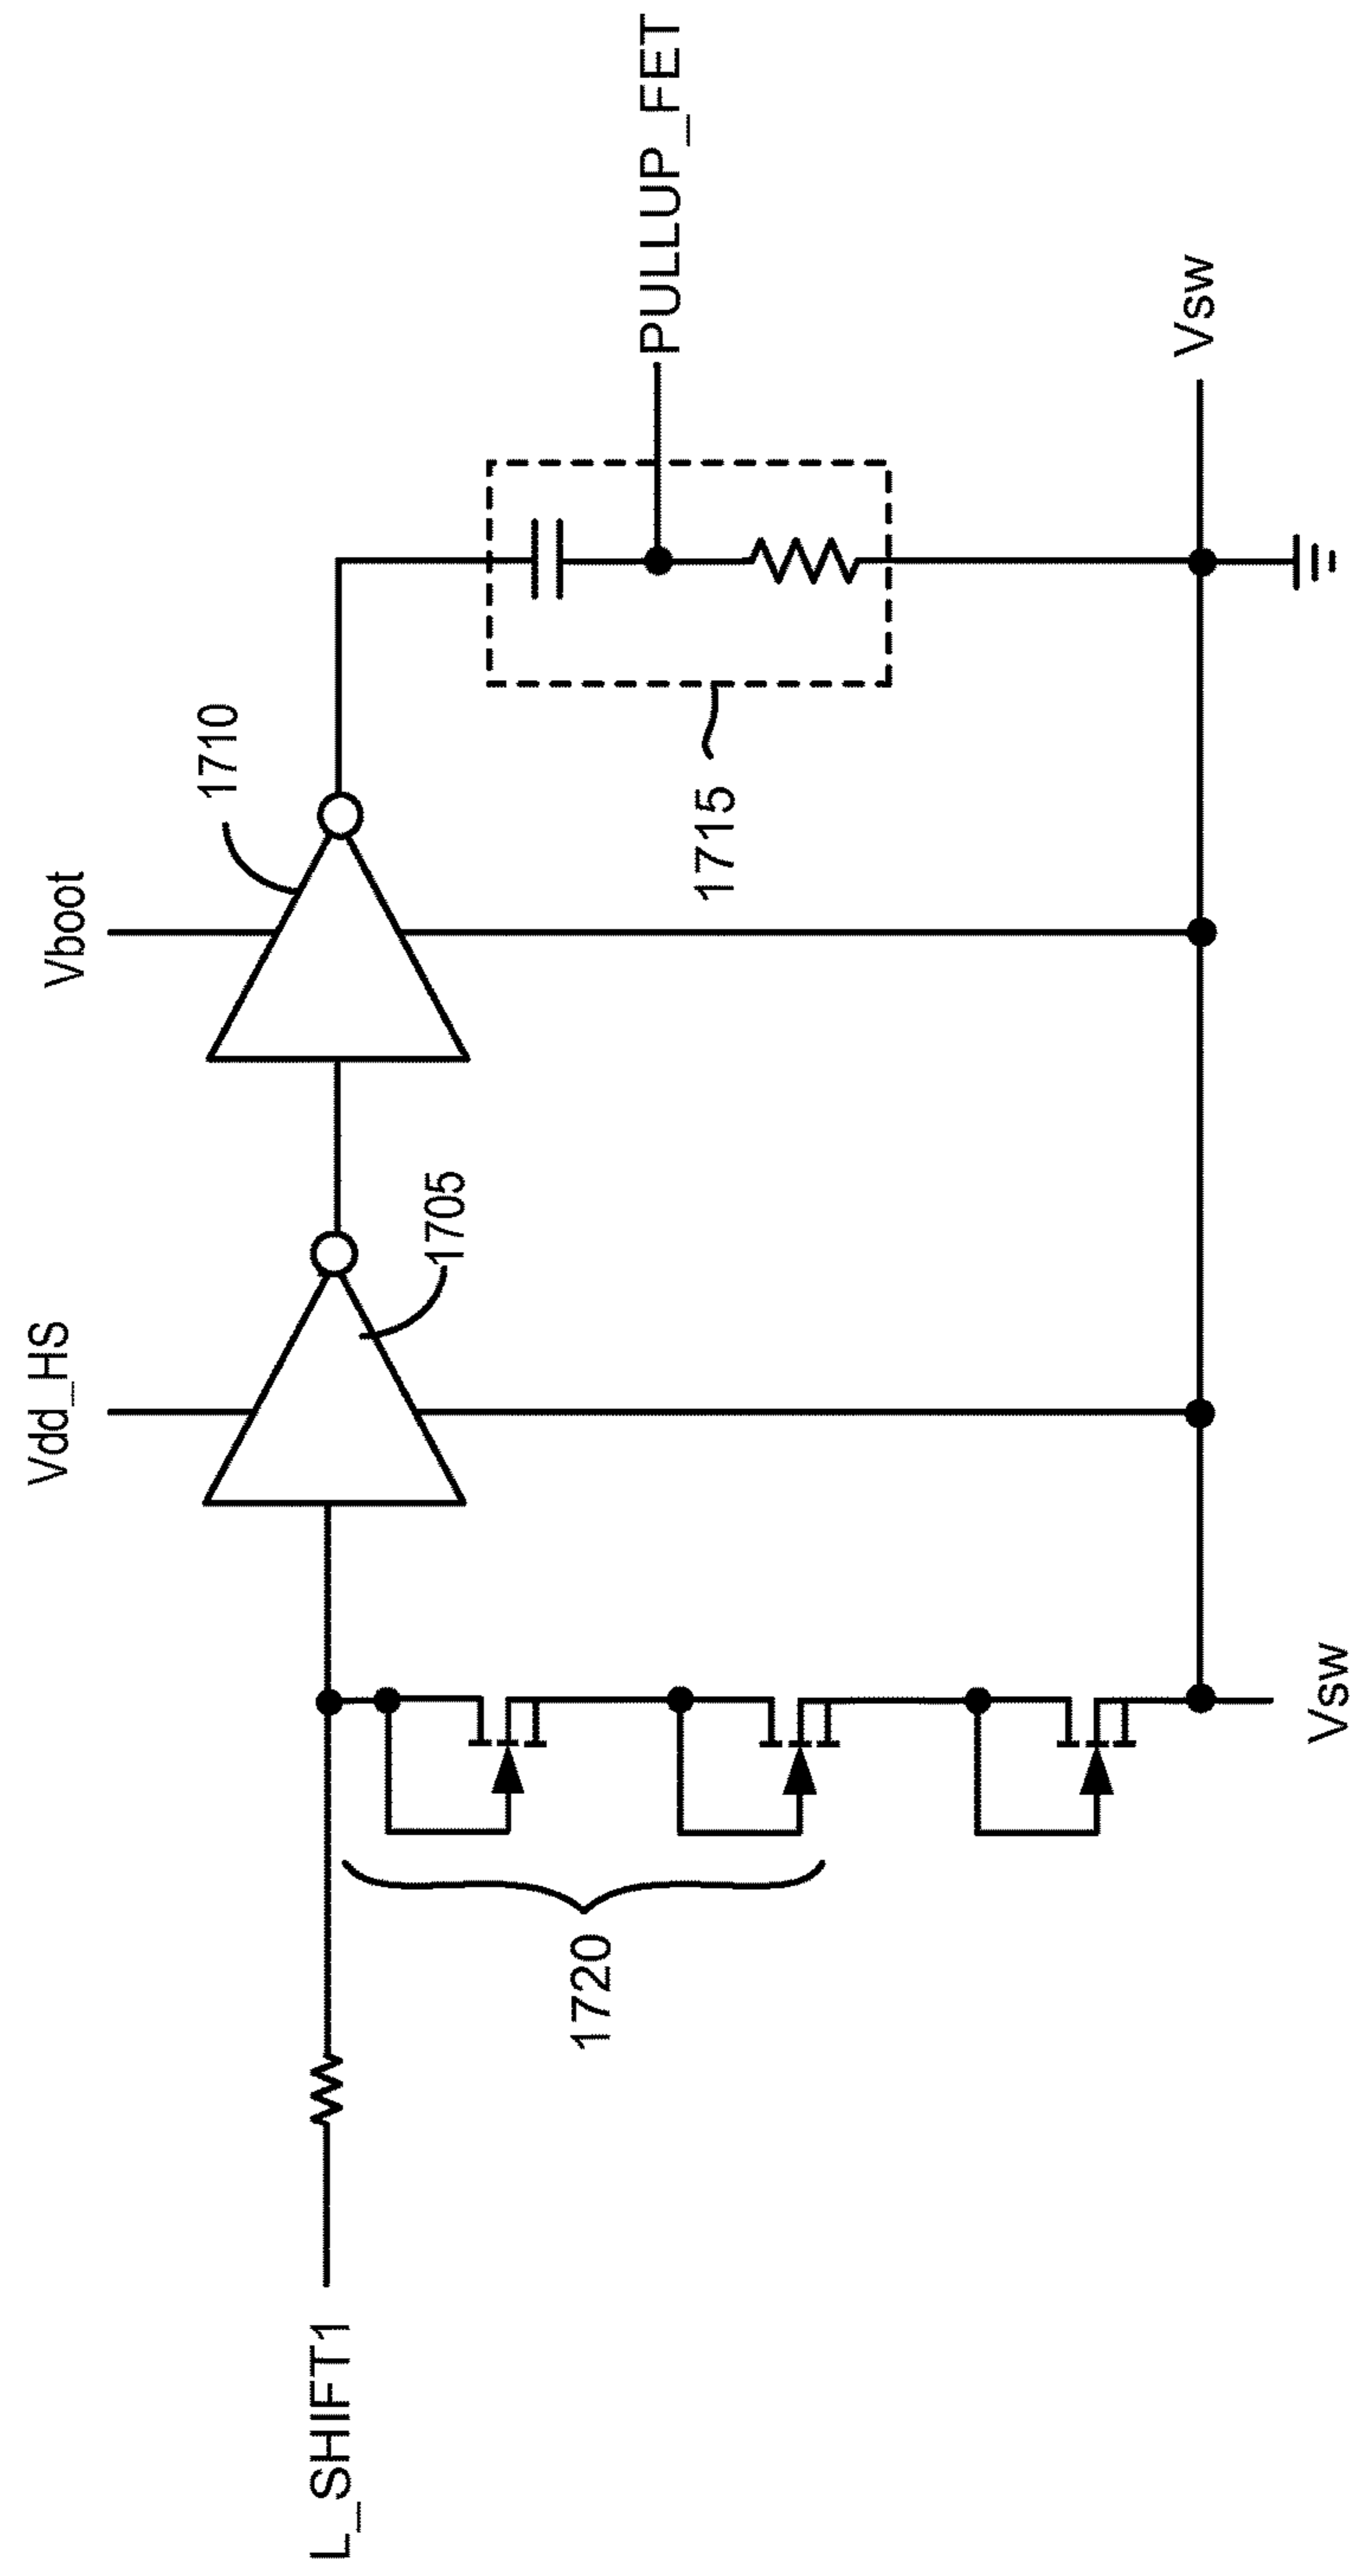 Vdd_HS
Vboot
1710
1705
PULLUP_FET
L_SHIFT1
1720
1715
Vsw
Vsw